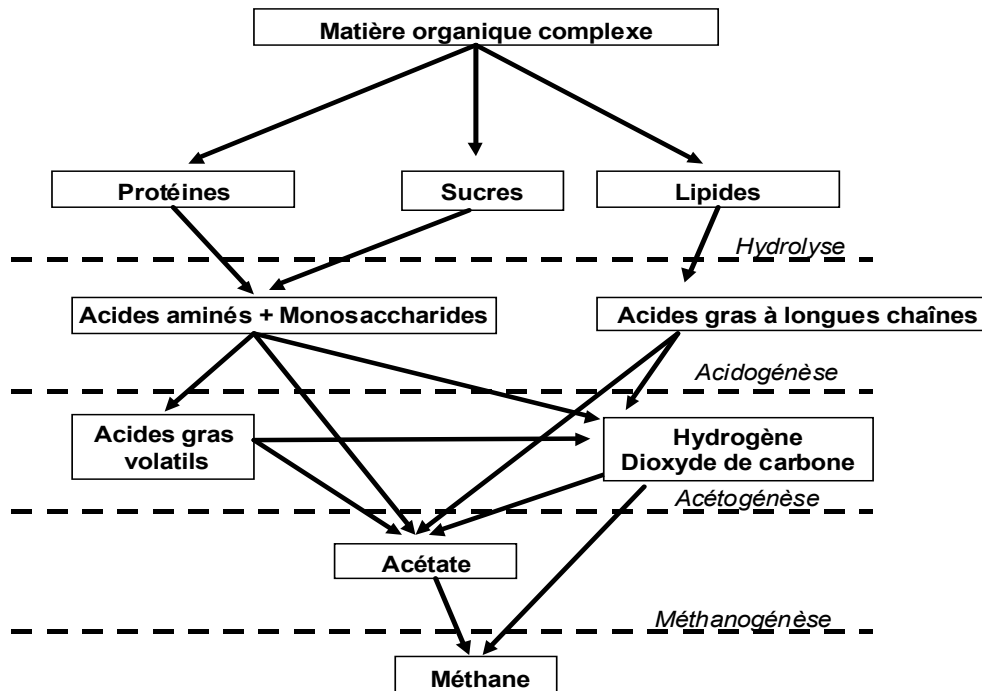 Matière organique complexe
Protéines
Sucres
Lipides
Hydrolyse
Acides aminés + Monosaccharides
Acides gras à longues chaînes
Acidogénèse
Acides gras
volatils
Hydrogène
Dioxyde de carbone
Acétogénèse
Acétate
Méthanogénèse
Méthane